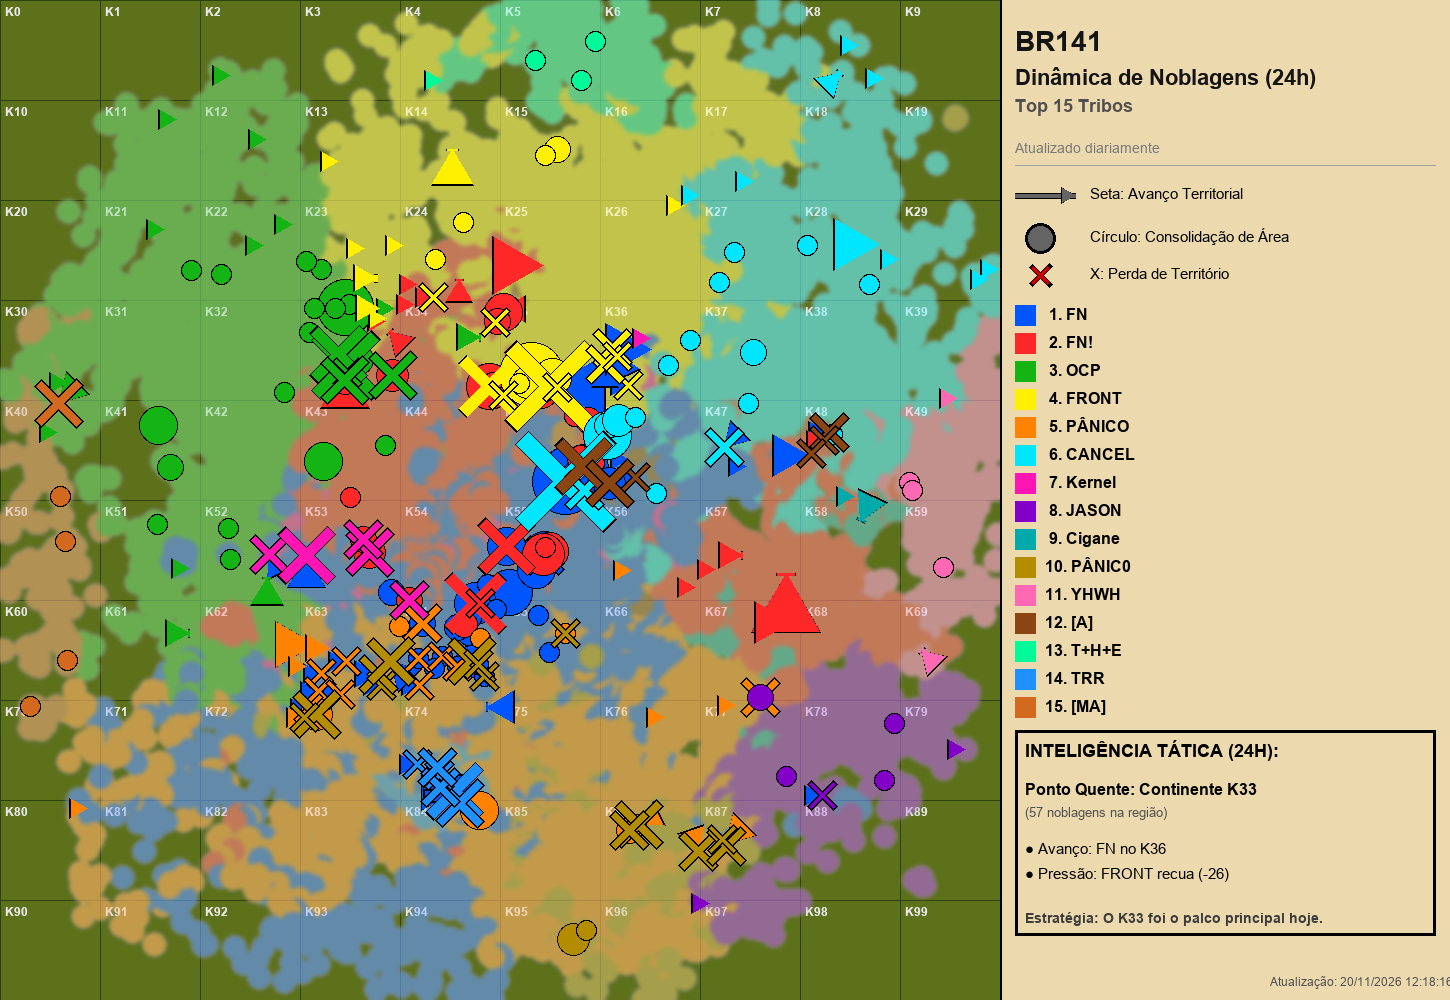 K0 K1 K2 K3 K4 K5 K6 K7 K8 K9
K10 K11 K12 K13 K14 K15 K16 K17 K18 K19
K20 K21 K22 K23 K24 K25 K26 K27 K28 K29
K30 K31 K32 K34 K36 K37 K38 K39
K40 K41 K43 K44 K47 K48 K49
K50 K51 K52 K53 K54 K55 K56 K57 K58 K59
K60 K61 K62 K63 K66 K67 K68 K69
K71 K72 K74 K75 K76 K77 K78 K79
K80 K81 K82 K83 K84 K85 K86 K87 K88 K89
K90 K91 K92 K93 K94 K95 K96 K97 K98 K99
BR141
Dinâmica de Noblagens (24h)
Top 15 Tribos
Atualizado diariamente
Seta: Avanço Territorial
Círculo: Consolidação de Área
X: Perda de Território
1. FN
2. FN!
3. OCP
4. FRONT
5. PÂNICO
6. CANCEL
7. Kernel
8. JASON
9. Cigane
10. PÂNIC0
11. YHWH
12. [A]
13. T+H+E
14. TRR
15. [MA]
INTELIGÊNCIA TÁTICA (24H):
Ponto Quente: Continente K33
(57 noblagens na região)
● Avanço: FN no K36
● Pressão: FRONT recua (-26)
Estratégia: O K33 foi o palco principal hoje.
Atualização: 20/11/2026 12:18:16